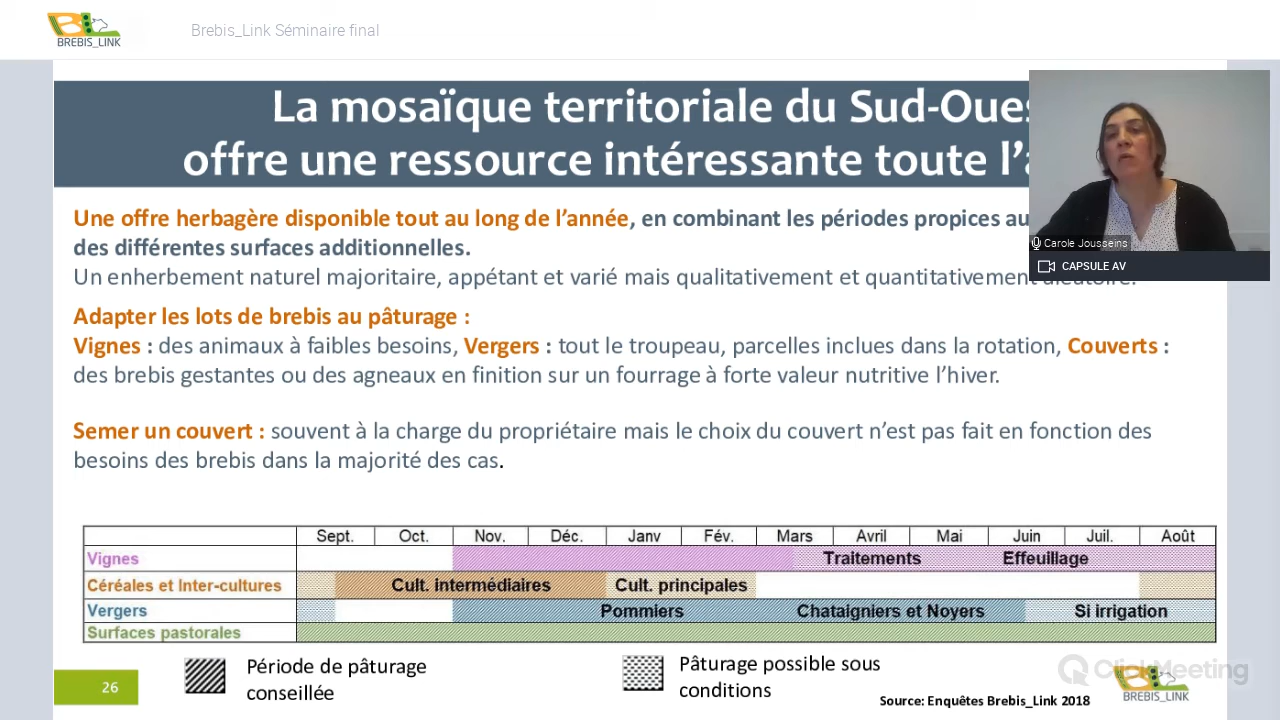 BREBIS_LINK
Brebis_Link Séminaire final
La mosaïque territoriale du Sud-Oues
offre une ressource intéressante toute l'a
Carole Jousseins
CAPSULE AV
Une offre herbagère disponible tout au long de l'année, en combinant les périodes propices au
des différentes surfaces additionnelles.
Un enherbement naturel majoritaire, appétant et varié mais qualitativement et quantitativement aléatoire.
Adapter les lots de brebis au pâturage :
Vignes : des animaux à faibles besoins, Vergers : tout le troupeau, parcelles inclues dans la rotation, Couverts :
des brebis gestantes ou des agneaux en finition sur un fourrage à forte valeur nutritive l'hiver.
Semer un couvert : souvent à la charge du propriétaire mais le choix du couvert n'est pas fait en fonction des
besoins des brebis dans la majorité des cas.
Sept. Oct. Nov. Déc. Janv Fév. Mars Avril Mai Juin Juil. Août
Vignes Traitements Effeuillage
Céréales et Inter-cultures Cult. intermédiaires Cult. principales
Vergers Pommiers Chataigniers et Noyers Si irrigation
Surfaces pastorales
Période de pâturage
conseillée
Pâturage possible sous
conditions
26
Source: Enquêtes Brebis_Link 2018
ClickMeeting
BREBIS_LINK